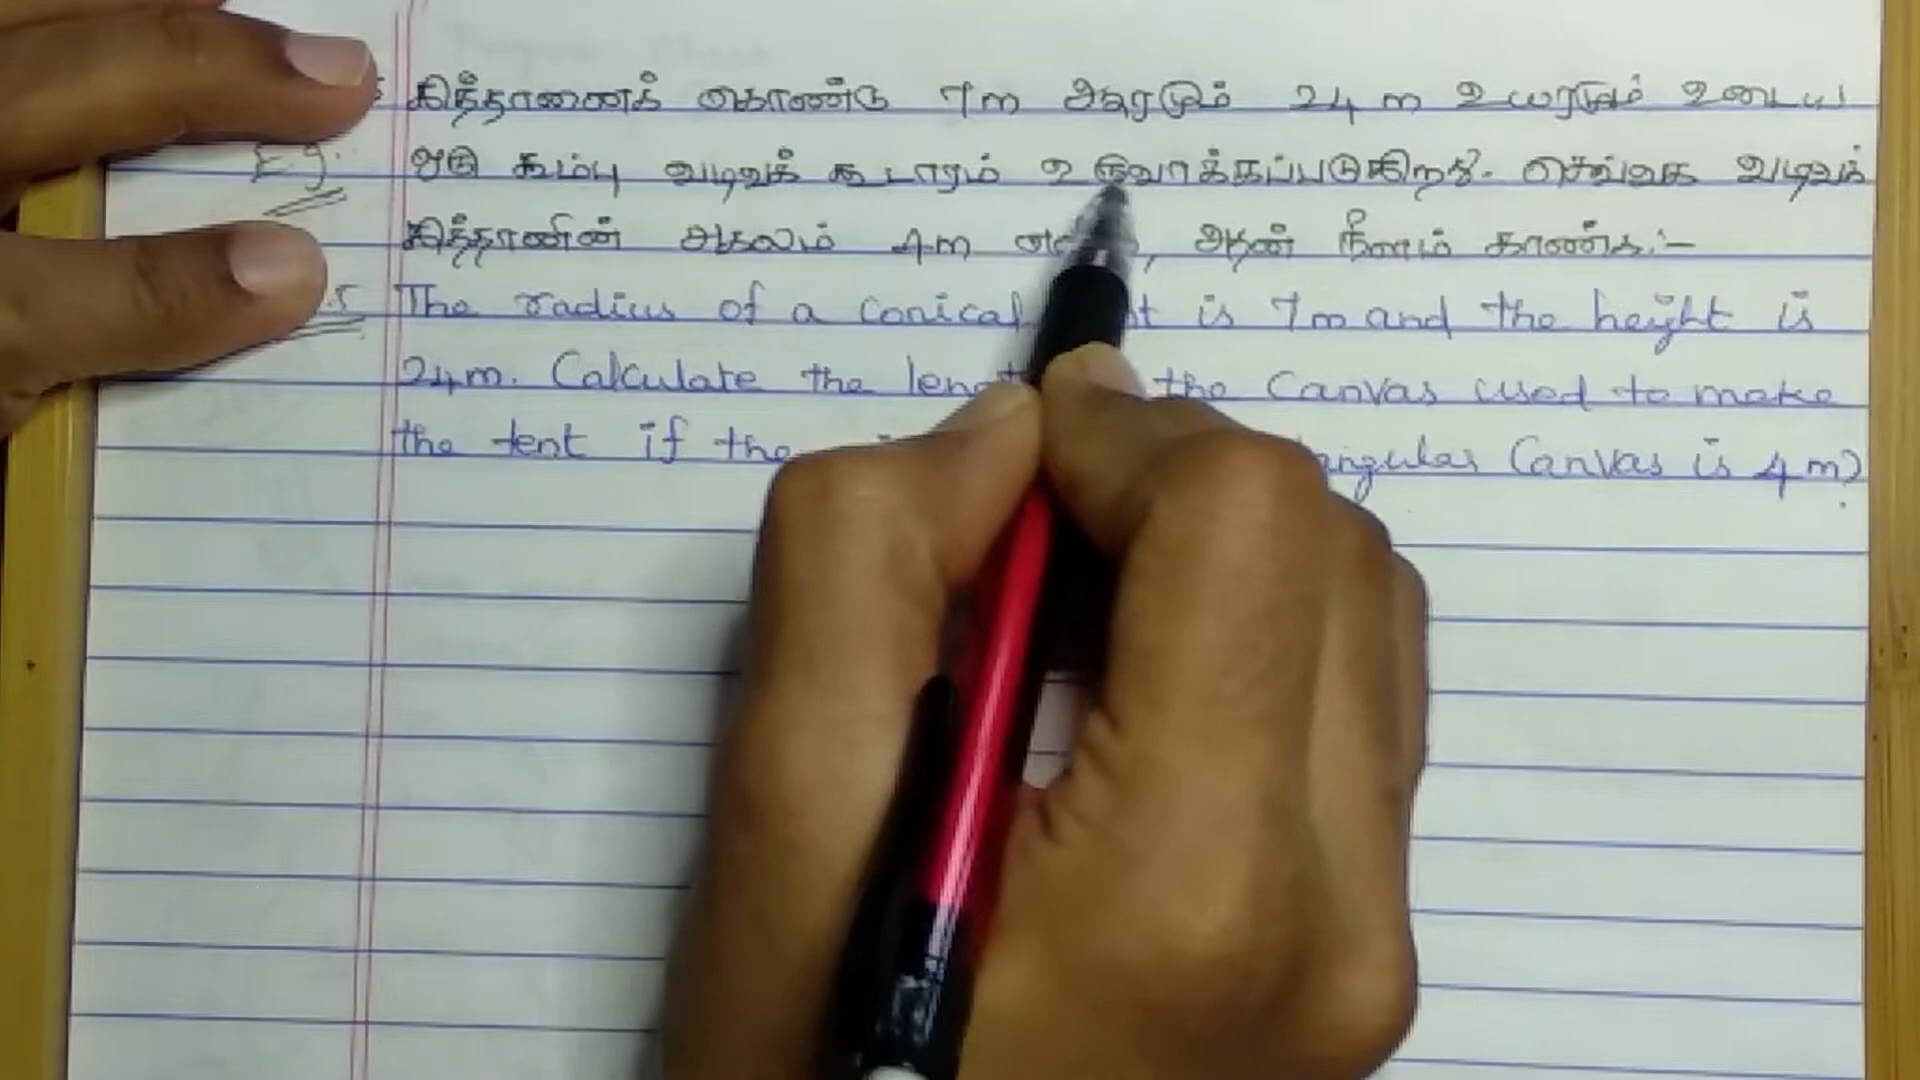 கித்தானைக் கொண்டு 7m ஆரமும் 24 m உயரமும் உடைய
E.g. ஒரு கூம்பு வடிவக் கூடாரம் உருவாக்கப்படுகிறது. செவ்வக வடிவக்
கித்தானின் அகலம் 4m, அதன் நீளம் காண்க:-
The radius of a conical is 7m and the height is
24m. Calculate the the Canvas used to make
the tent if the Canvas is 4m?